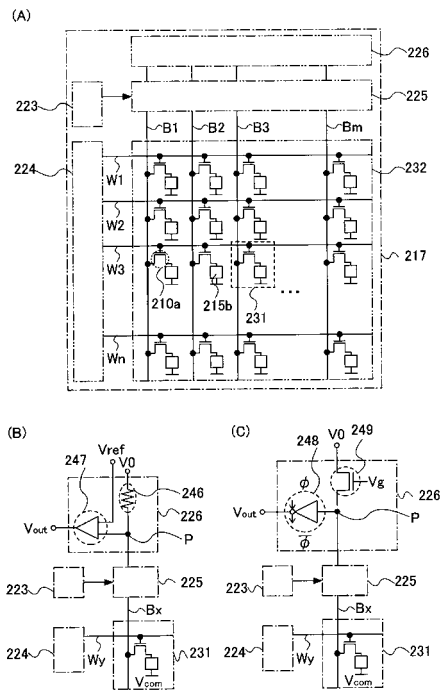 (A)
226
223
225
B1 B2 B3 Bm
224
232
W1
W2
W3
217
210a 215b 231 ...
Wn
(B)
Vref
V0
247
246
226
Vout
P
223
225
Bx
224
Wy
231
Vcom
(C)
V0
248
249
ϕ
Vg
226
Vout
P
ϕ̅
223
225
Bx
224
Wy
231
Vcom